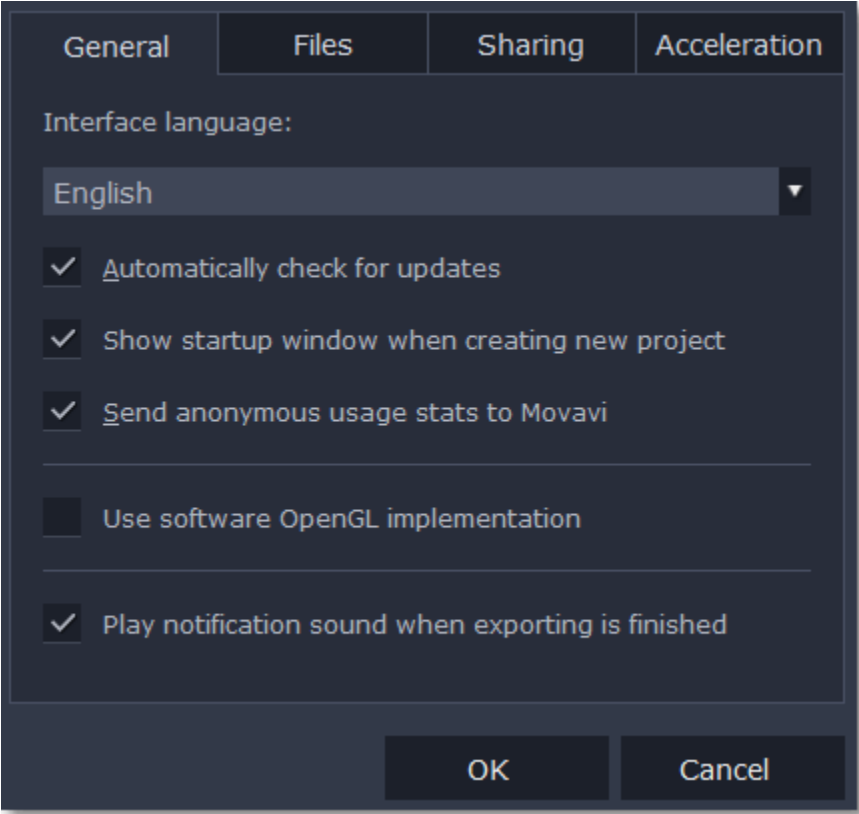 General Files Sharing Acceleration
Interface language:
English
Automatically check for updates
Show startup window when creating new project
Send anonymous usage stats to Movavi
Use software OpenGL implementation
Play notification sound when exporting is finished
OK Cancel